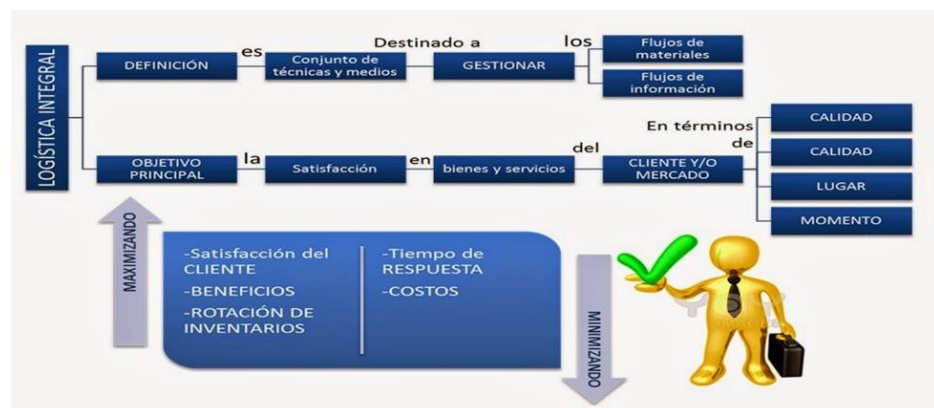 LOGÍSTICA INTEGRAL
DEFINICIÓN
es
Conjunto de
técnicas y medios
Destinado a
GESTIONAR
los
Flujos de
materiales
Flujos de
información
OBJETIVO
PRINCIPAL
la
Satisfacción
en
bienes y servicios
del
CLIENTE Y/O
MERCADO
En términos
de
CALIDAD
CALIDAD
LUGAR
MOMENTO
MAXIMIZANDO
-Satisfacción del
CLIENTE
-BENEFICIOS
-ROTACIÓN DE
INVENTARIOS
-Tiempo de
RESPUESTA
-COSTOS
MINIMIZANDO